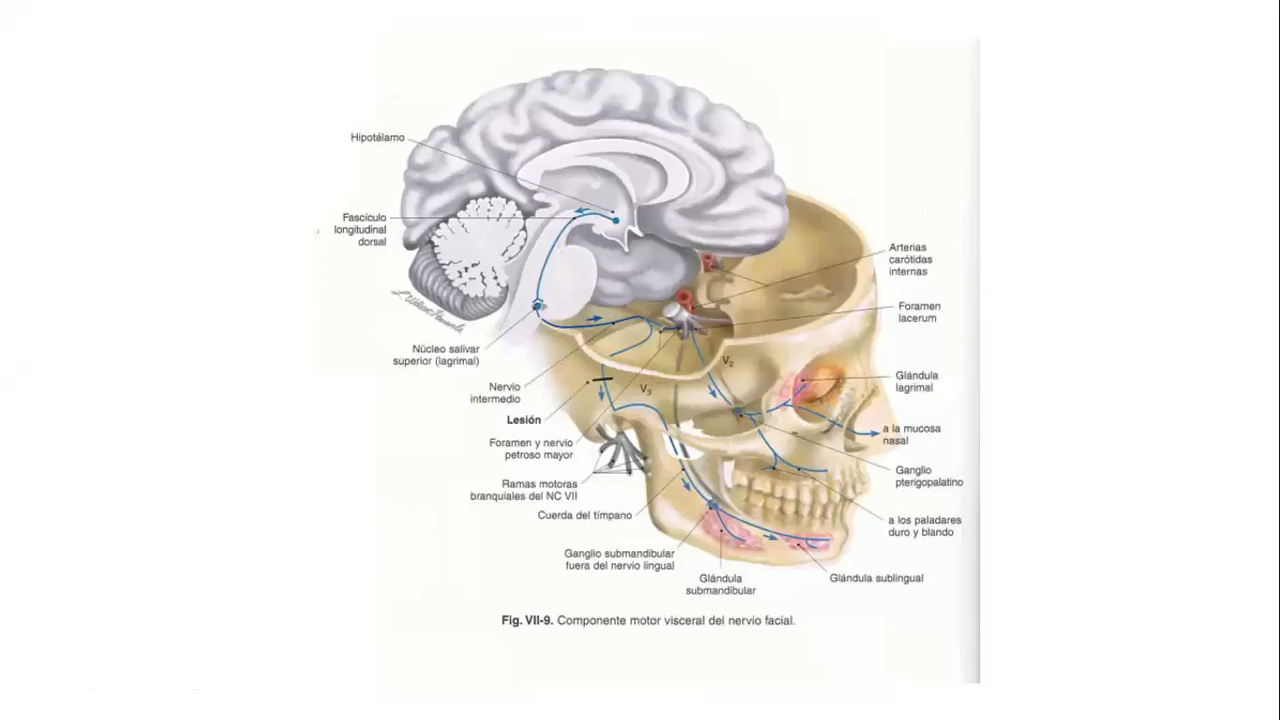 Hipotálamo
Fascículo
longitudinal
dorsal
Arterias
carótidas
internas
Foramen
lacerum
Núcleo salivar
superior (lagrimal)
V2
Glándula
lagrimal
Nervio
intermedio
V3
Lesión
a la mucosa
nasal
Foramen y nervio
petroso mayor
Ganglio
pterigopalatino
Ramas motoras
branquiales del NC VII
Cuerda del tímpano
a los paladares
duro y blando
Ganglio submandibular
fuera del nervio lingual
Glándula
submandibular
Glándula sublingual
Fig. VII-9. Componente motor visceral del nervio facial.